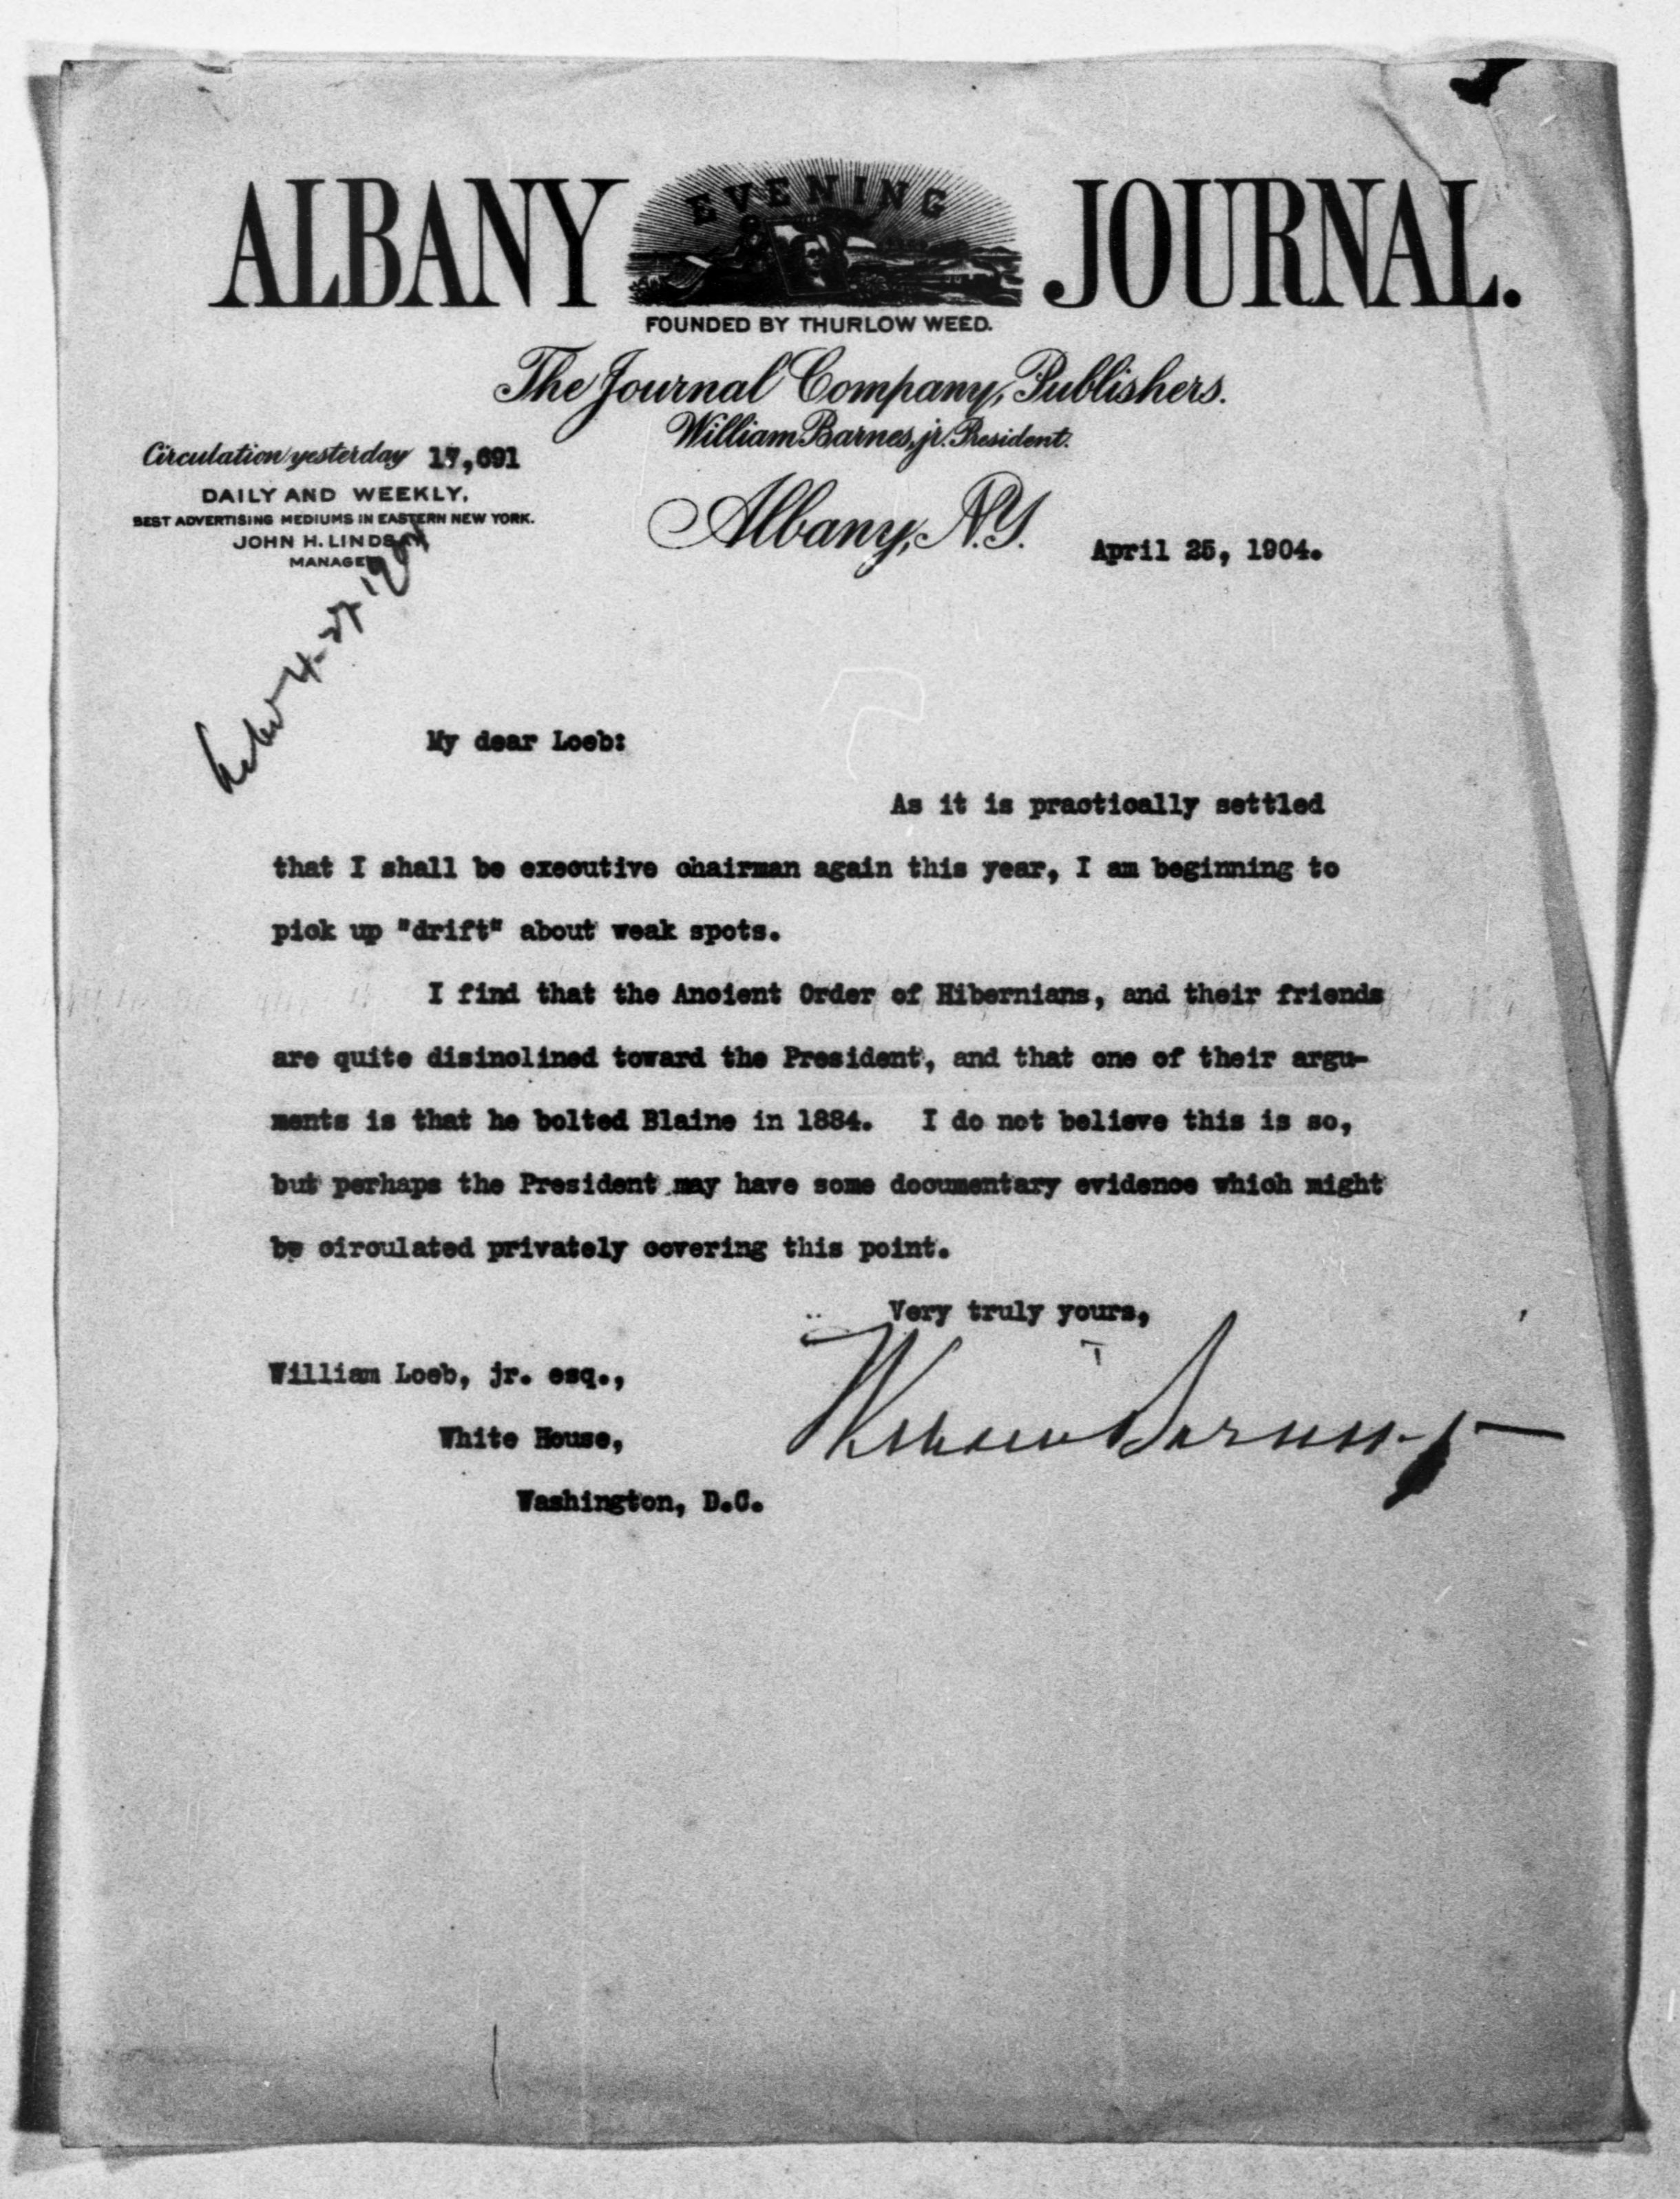 ALBANY EVENING JOURNAL.
FOUNDED BY THURLOW WEED.
The Journal Company, Publishers.
William Barnes, jr. President.
Circulation yesterday 17,691
DAILY AND WEEKLY,
BEST ADVERTISING MEDIUMS IN EASTERN NEW YORK.
JOHN H. LINDSAY
MANAGER
Albany, N.Y. April 25, 1904.
My dear Loeb:
As it is practically settled
that I shall be executive chairman again this year, I am beginning to
pick up "drift" about weak spots.
I find that the Ancient Order of Hibernians, and their friends
are quite disinclined toward the President, and that one of their argu-
ments is that he bolted Blaine in 1884. I do not believe this is so,
but perhaps the President may have some documentary evidence which might
be circulated privately covering this point.
Very truly yours,
William Barnes jr
William Loeb, jr. esq.,
White House,
Washington, D.C.